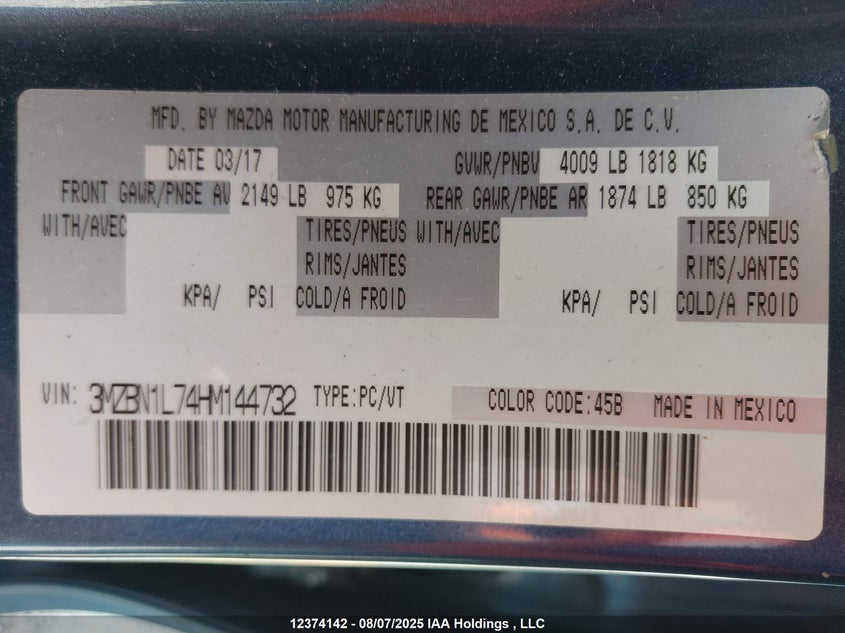 MFD. BY MAZDA MOTOR MANUFACTURING DE MEXICO S.A. DE C.V.
DATE 03/17 GVWR/PNBV 4009 LB 1818 KG
FRONT GAWR/PNBE AV 2149 LB 975 KG REAR GAWR/PNBE AR 1874 LB 850 KG
WITH/AVEC TIRES/PNEUS WITH/AVEC TIRES/PNEUS
RIMS/JANTES RIMS/JANTES
KPA/ PSI COLD/A FROID KPA/ PSI COLD/A FROID
VIN: 3MZBN1L74HM144732 TYPE:PC/VT COLOR CODE:45B MADE IN MEXICO
12374142 - 08/07/2025 IAA Holdings , LLC